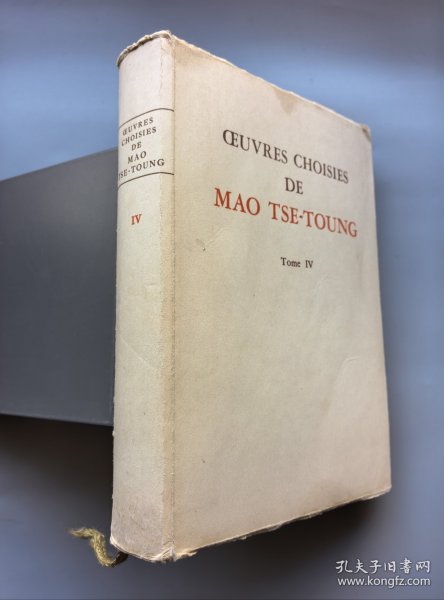 ŒUVRES
CHOISIES
DE
MAO
TSE-TOUNG
IV
ŒUVRES CHOISIES
DE
MAO TSE-TOUNG
Tome IV
孔夫子旧书网
www.kongfz.com